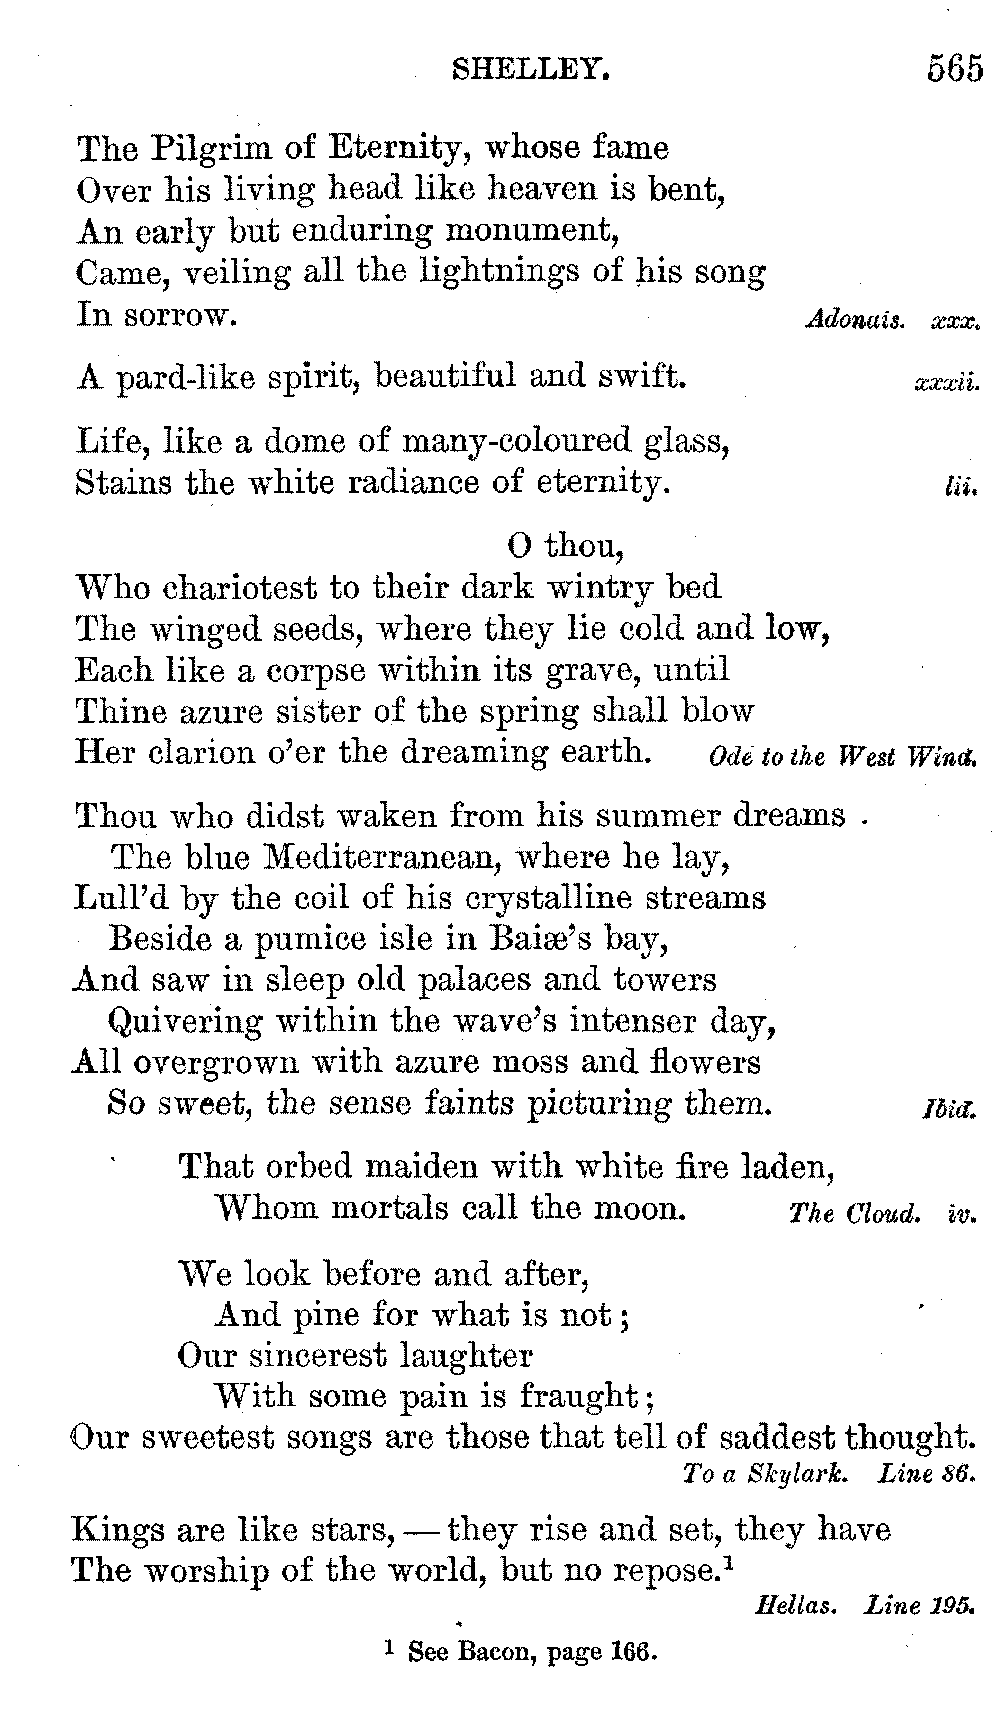 SHELLEY. 565
The Pilgrim of Eternity, whose fame
Over his living head like heaven is bent,
An early but enduring monument,
Came, veiling all the lightnings of his song
In sorrow. Adonais. xxx.
A pard-like spirit, beautiful and swift. xxxii.
Life, like a dome of many-coloured glass,
Stains the white radiance of eternity. lii.
O thou,
Who chariotest to their dark wintry bed
The winged seeds, where they lie cold and low,
Each like a corpse within its grave, until
Thine azure sister of the spring shall blow
Her clarion o'er the dreaming earth. Ode to the West Wind.
Thou who didst waken from his summer dreams
The blue Mediterranean, where he lay,
Lull'd by the coil of his crystalline streams
Beside a pumice isle in Baiæ's bay,
And saw in sleep old palaces and towers
Quivering within the wave's intenser day,
All overgrown with azure moss and flowers
So sweet, the sense faints picturing them. Ibid.
That orbed maiden with white fire laden,
Whom mortals call the moon. The Cloud. iv.
We look before and after,
And pine for what is not;
Our sincerest laughter
With some pain is fraught;
Our sweetest songs are those that tell of saddest thought.
To a Skylark. Line 86.
Kings are like stars, — they rise and set, they have
The worship of the world, but no repose.¹
Hellas. Line 195.
¹ See Bacon, page 166.